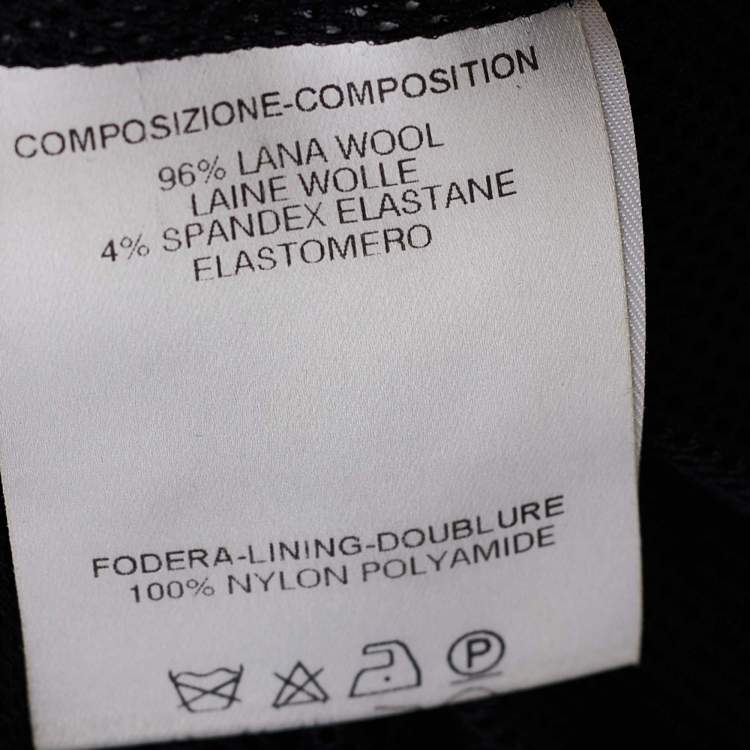 COMPOSIZIONE-COMPOSITION
96% LANA WOOL
LAINE WOLLE
4% SPANDEX ELASTANE
ELASTOMERO
FODERA-LINING-DOUBLURE
100% NYLON POLYAMIDE
P